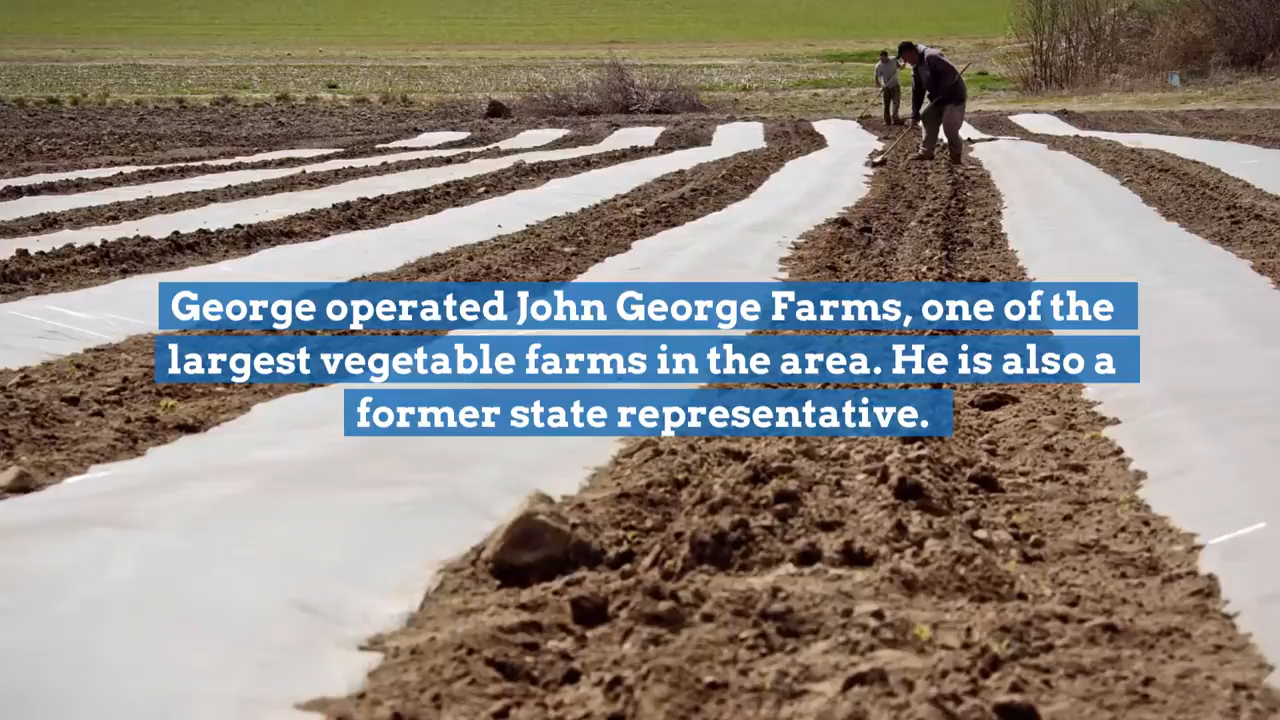 George operated John George Farms, one of the
largest vegetable farms in the area. He is also a
former state representative.